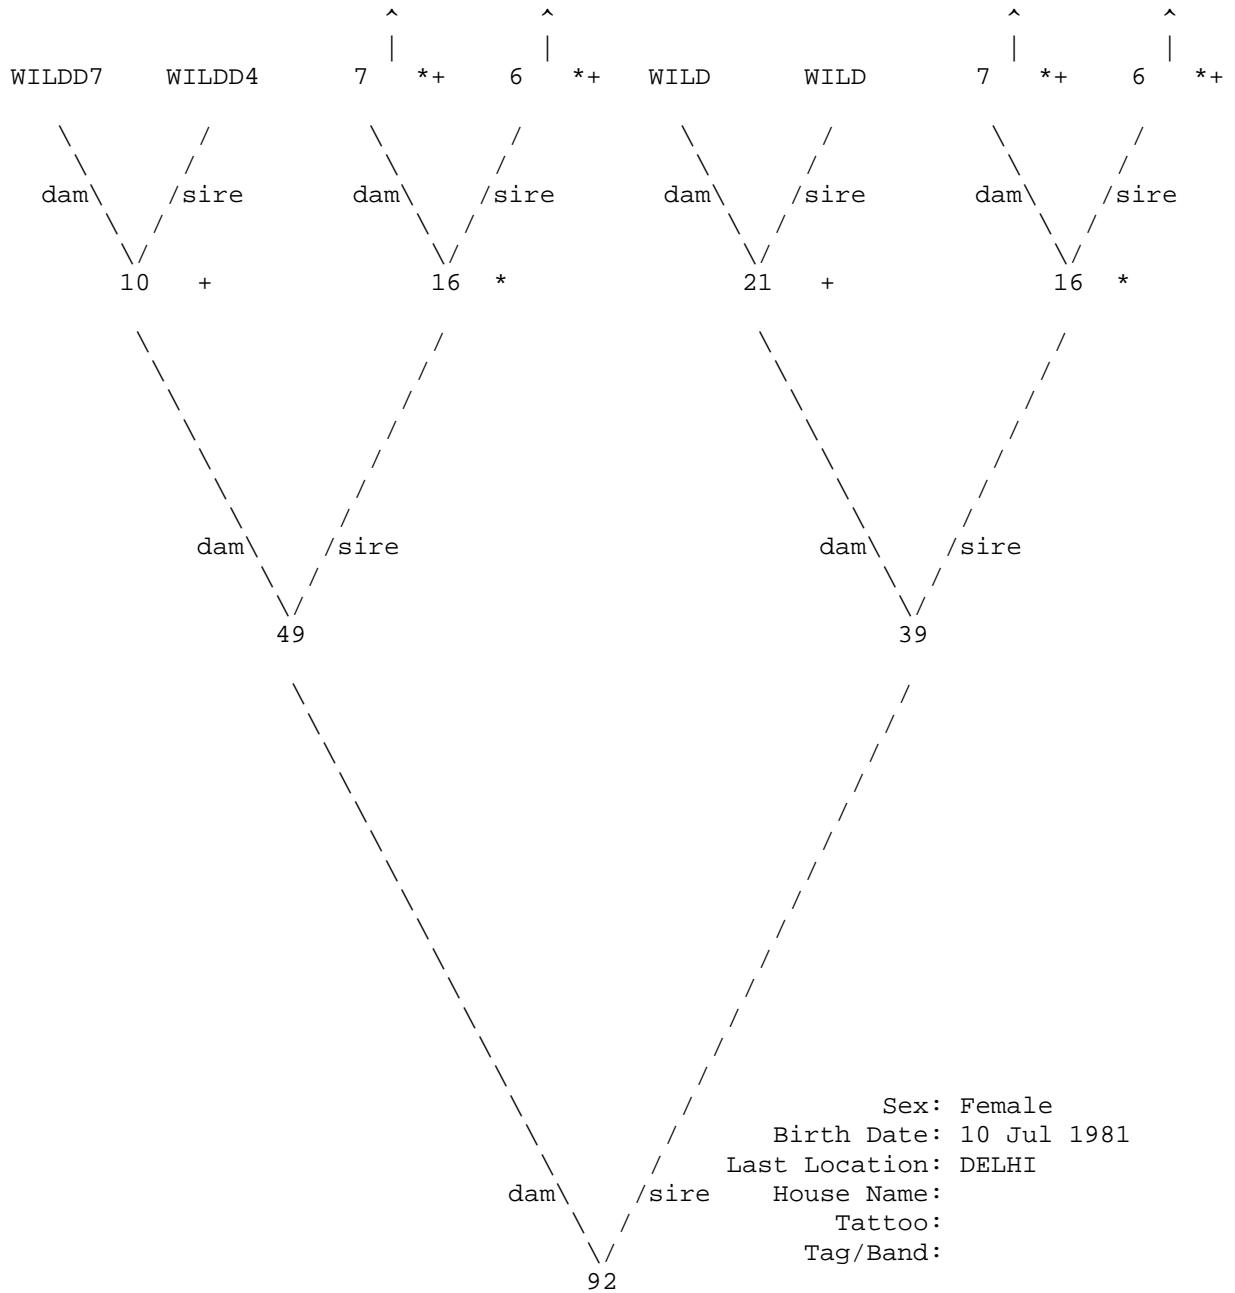 ^ ^ ^ ^
| | | |
WILDD7 WILDD4 7 *+ 6 *+ WILD WILD 7 *+ 6 *+
dam sire dam sire dam sire dam sire
10 + 16 * 21 + 16 *
dam sire dam sire
49 39
Sex: Female
Birth Date: 10 Jul 1981
Last Location: DELHI
dam sire House Name:
Tattoo:
Tag/Band:
92